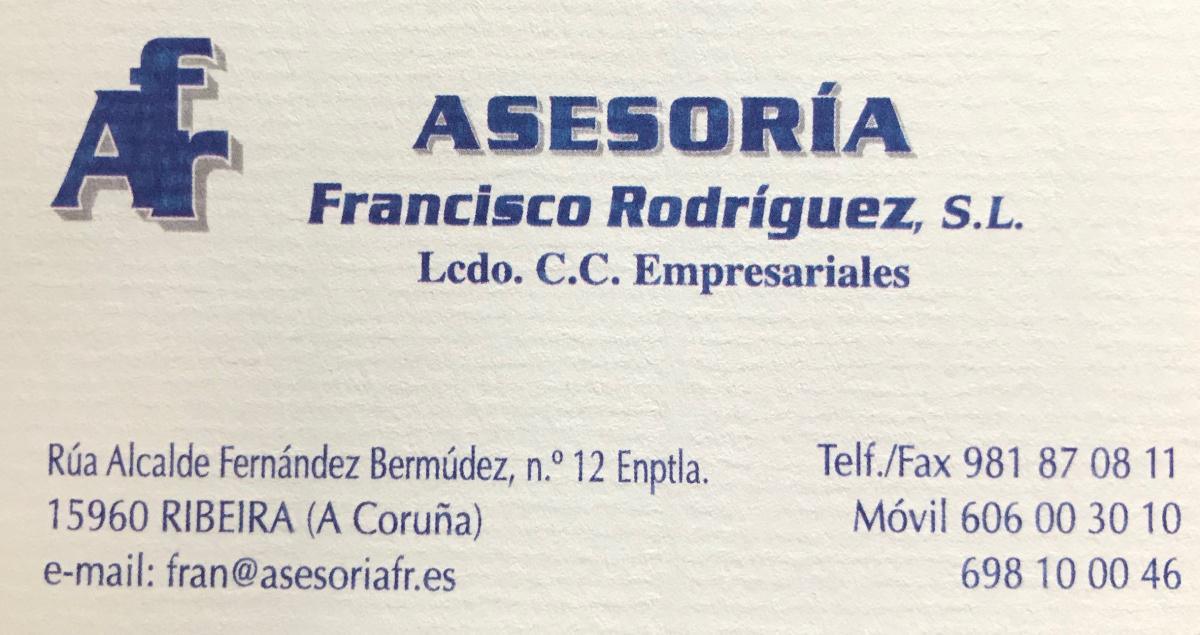 Afr
ASESORÍA
Francisco Rodríguez, S.L.
Lcdo. C.C. Empresariales
Rúa Alcalde Fernández Bermúdez, n.º 12 Enptla.
15960 RIBEIRA (A Coruña)
e-mail: fran@asesoriafr.es
Telf./Fax 981 87 08 11
Móvil 606 00 30 10
698 10 00 46